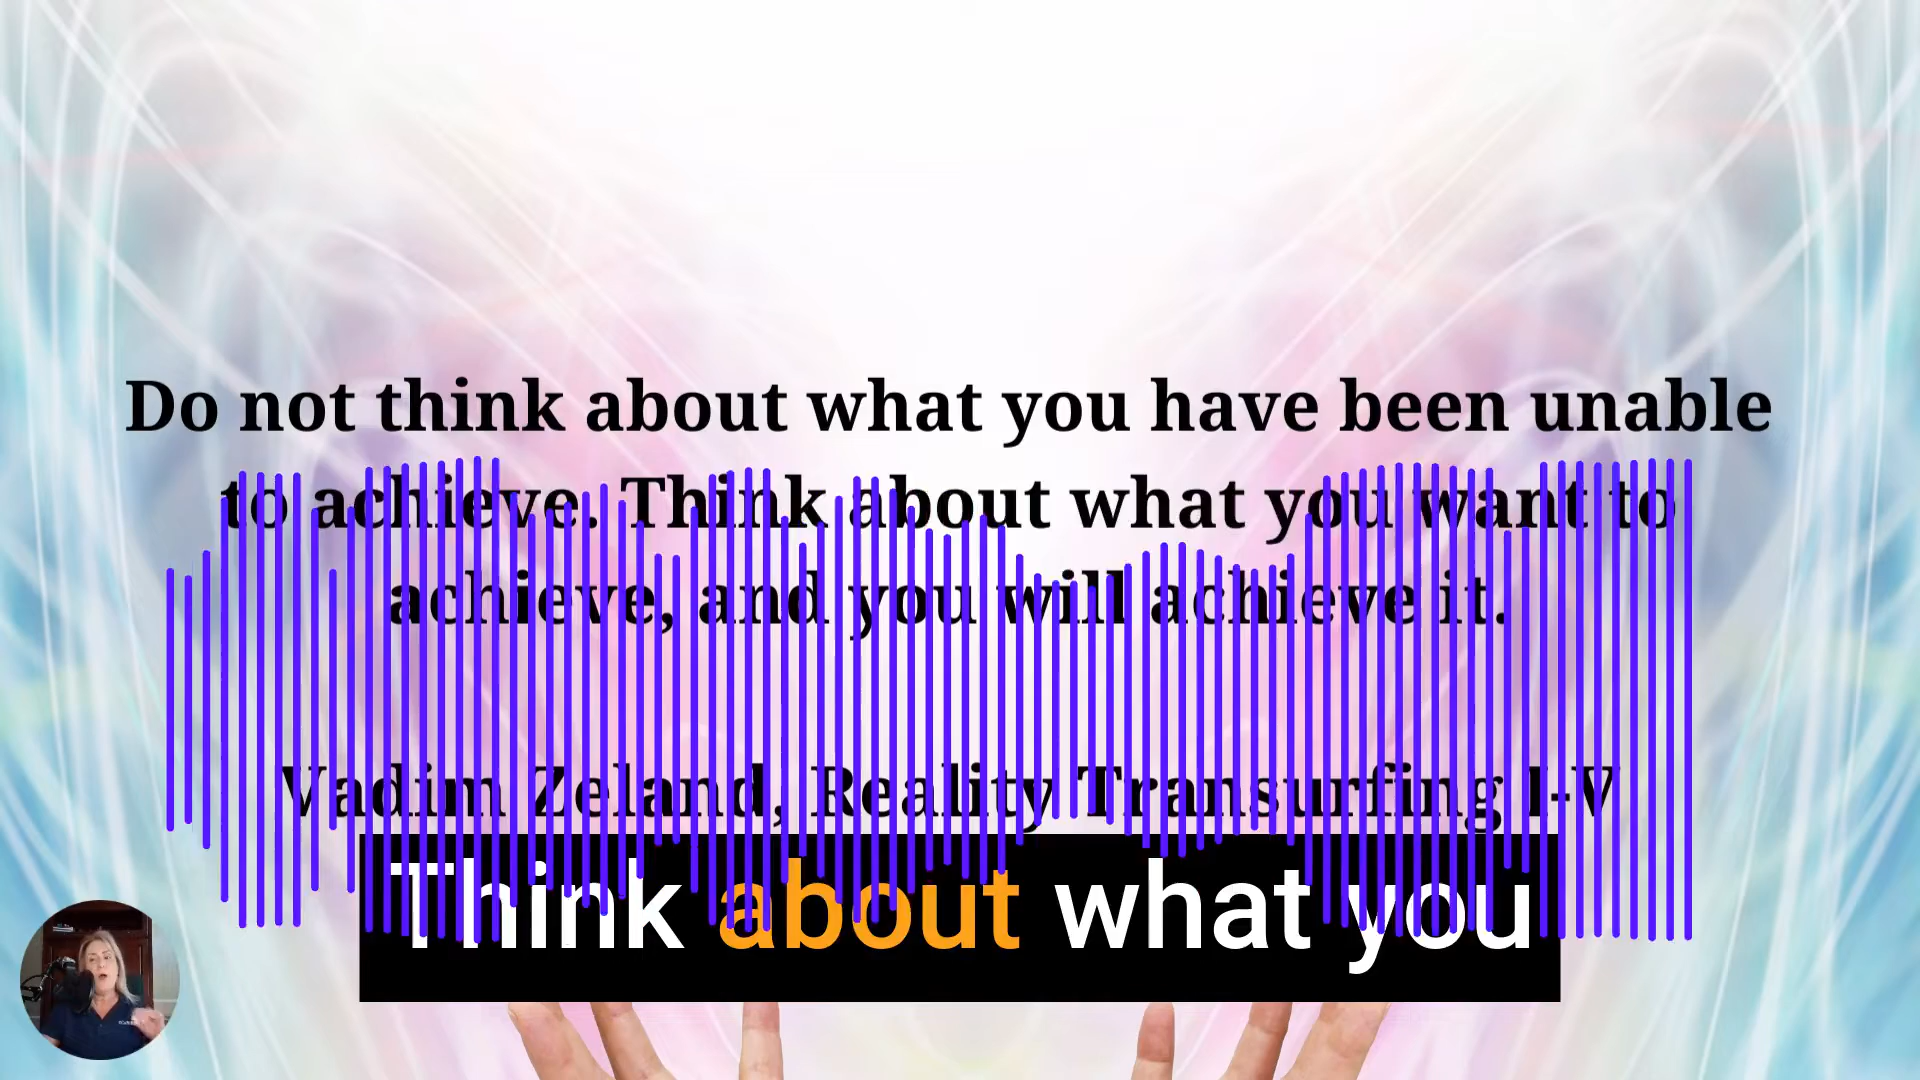 Do not think about what you have been unable
to achieve. Think about what you want to
achieve, and you will achieve it.
Vadim Zeland, Reality Transurfing I-V
Think about what you